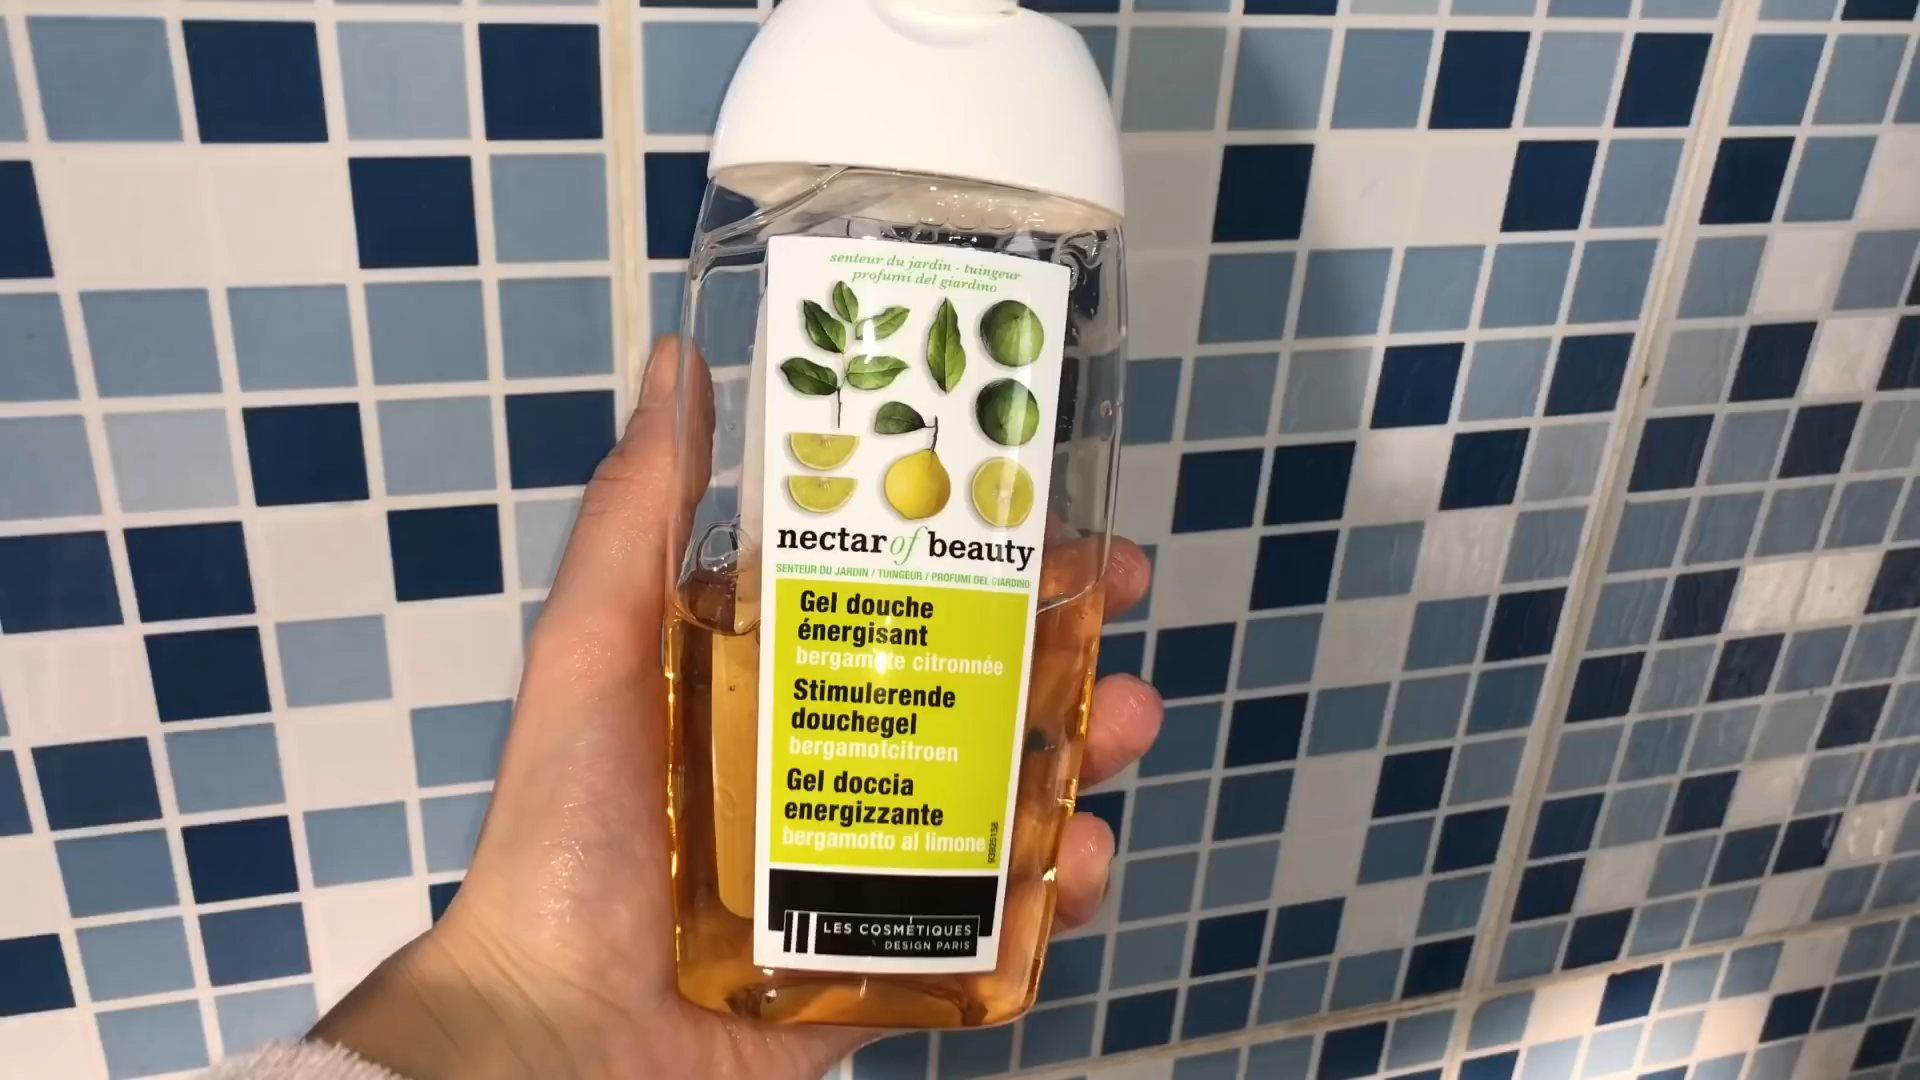 senteur du jardin - tuingeur
profumi del giardino
nectar of beauty
SENTEUR DU JARDIN / TUINGEUR / PROFUMI DEL GIARDINO
Gel douche
énergisant
bergamote citronnée
Stimulerende
douchegel
bergamotcitroen
Gel doccia
energizzante
bergamotto al limone
LES COSMÉTIQUES
DESIGN PARIS